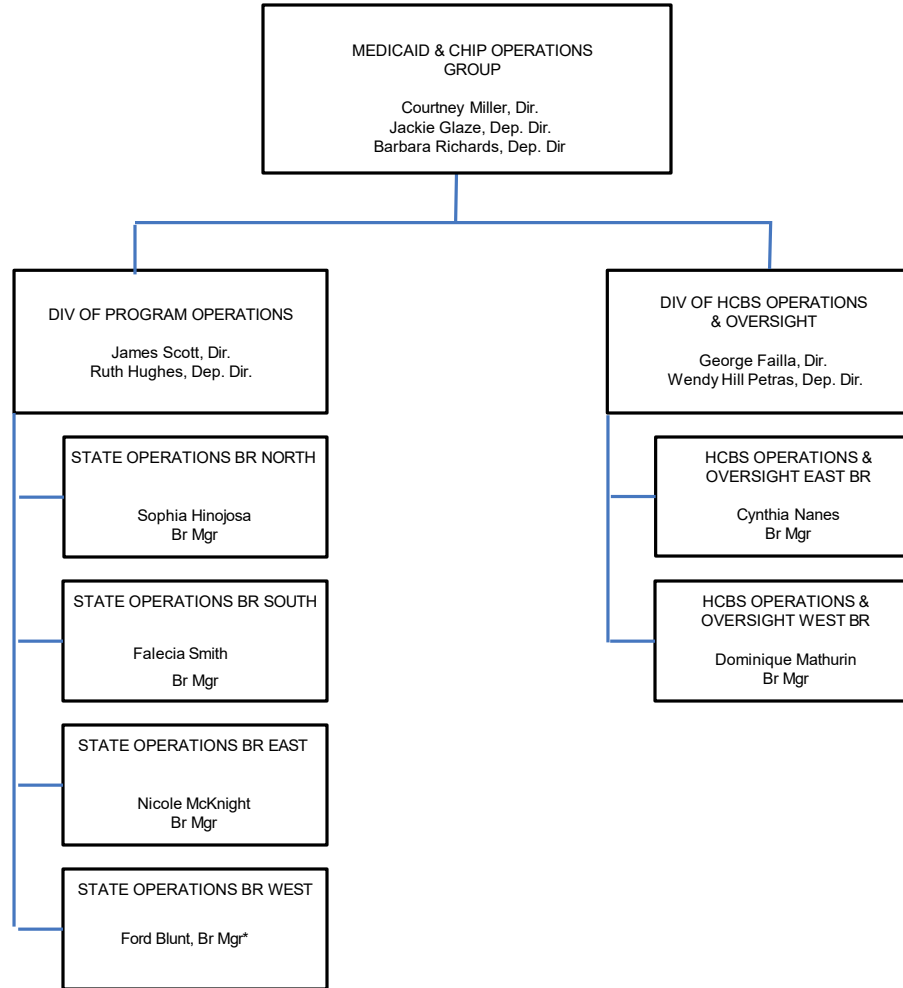 MEDICAID & CHIP OPERATIONS
GROUP
Courtney Miller, Dir.
Jackie Glaze, Dep. Dir.
Barbara Richards, Dep. Dir
DIV OF PROGRAM OPERATIONS
James Scott, Dir.
Ruth Hughes, Dep. Dir.
STATE OPERATIONS BR NORTH
Sophia Hinojosa
Br Mgr
STATE OPERATIONS BR SOUTH
Falecia Smith
Br Mgr
STATE OPERATIONS BR EAST
Nicole McKnight
Br Mgr
STATE OPERATIONS BR WEST
Ford Blunt, Br Mgr*
DIV OF HCBS OPERATIONS
& OVERSIGHT
George Failla, Dir.
Wendy Hill Petras, Dep. Dir.
HCBS OPERATIONS &
OVERSIGHT EAST BR
Cynthia Nanes
Br Mgr
HCBS OPERATIONS &
OVERSIGHT WEST BR
Dominique Mathurin
Br Mgr